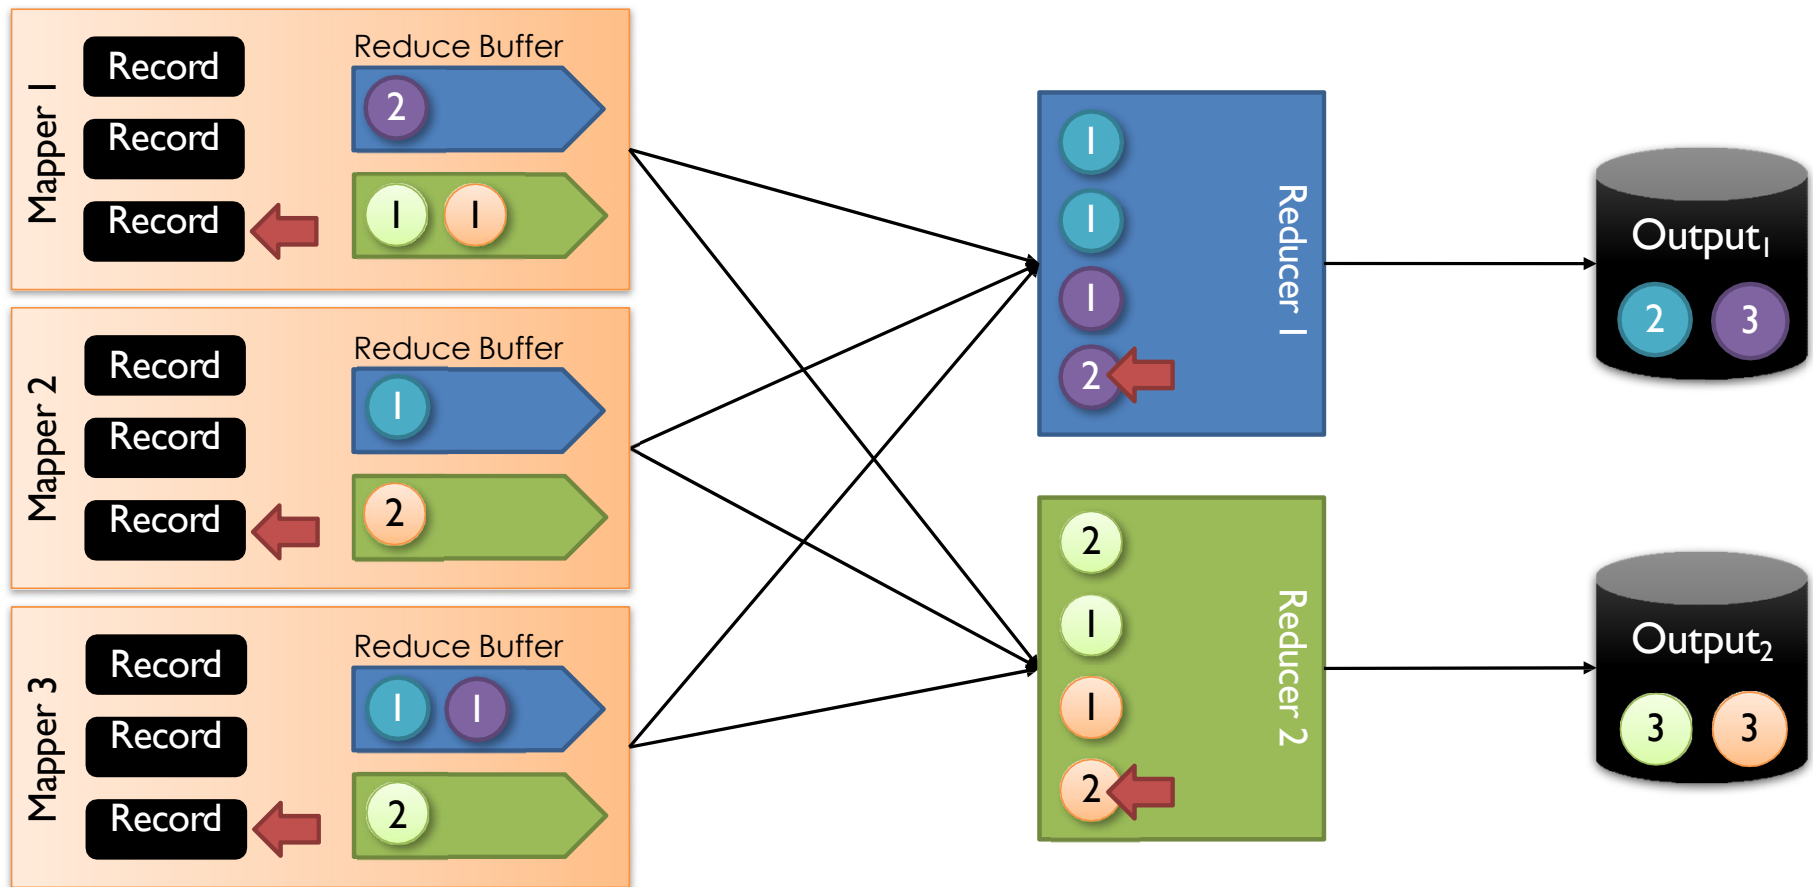 Mapper 1
Record
Record
Record
Reduce Buffer
2
1 1
Mapper 2
Record
Record
Record
Reduce Buffer
1
2
Mapper 3
Record
Record
Record
Reduce Buffer
1 1
2
Reducer 1
1
1
1
2
Reducer 2
2
1
1
2
Output1
2 3
Output2
3 3